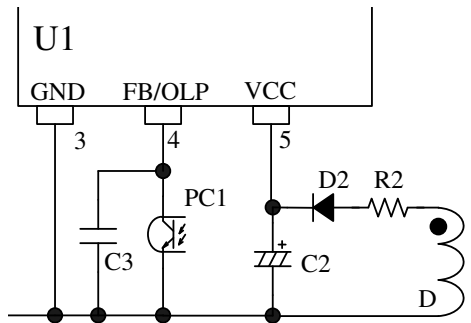 U1
GND FB/OLP VCC
3 4 5
D2 R2
PC1
C3 C2 D